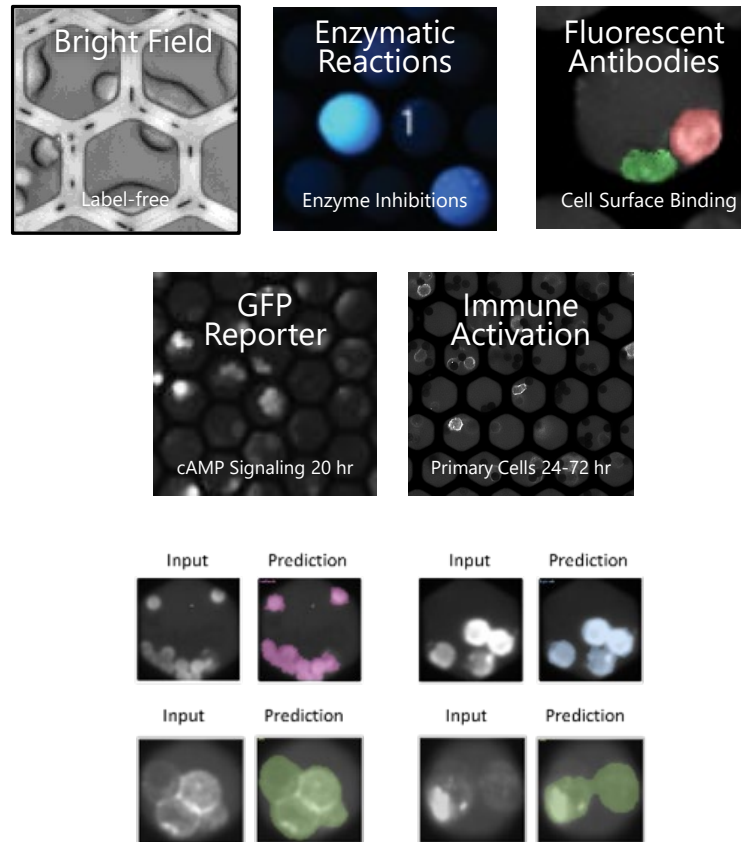 Bright Field
Label-free
Enzymatic
Reactions
1
Enzyme Inhibitions
Fluorescent
Antibodies
Cell Surface Binding
GFP
Reporter
cAMP Signaling 20 hr
Immune
Activation
Primary Cells 24-72 hr
Input
Prediction
Input
Prediction
Input
Prediction
Input
Prediction